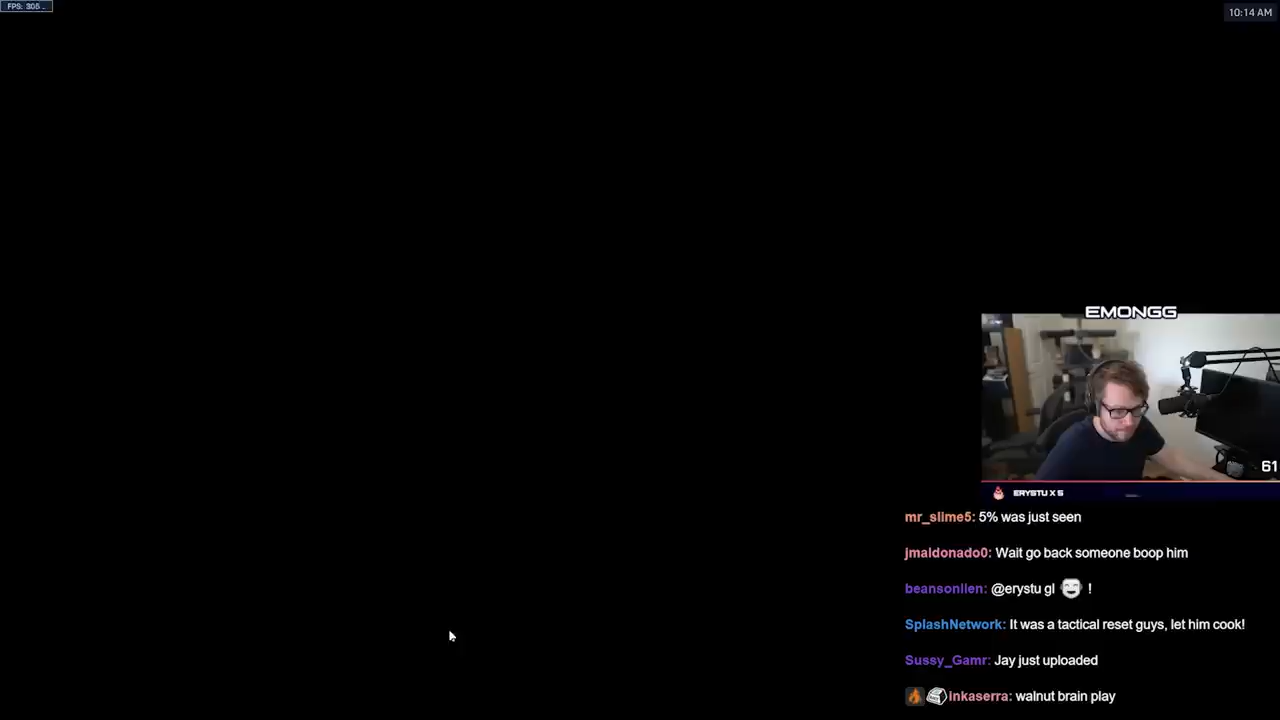 FPS: 305
10:14 AM
EMONGG
61
ERYSTU X 5
mr_slime5: 5% was just seen
jmaldonado0: Wait go back someone boop him
beansonlien: @erystu gl !
SplashNetwork: It was a tactical reset guys, let him cook!
Sussy_Gamr: Jay just uploaded
inkaserra: walnut brain play